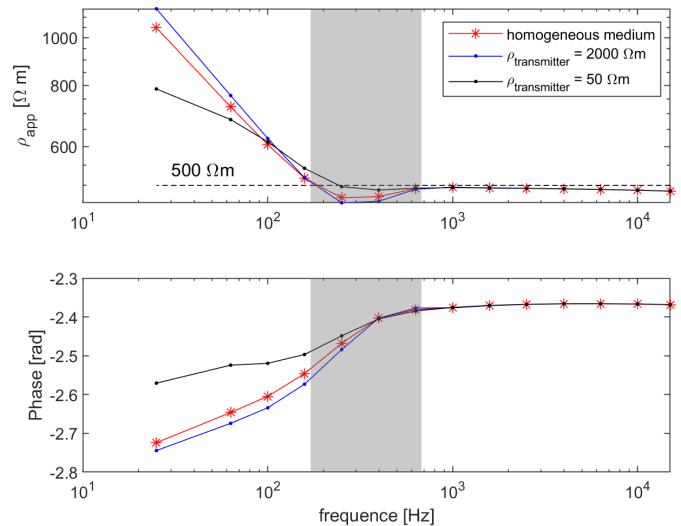 1000
800
600
ρapp [Ω m]
homogeneous medium
ρtransmitter = 2000 Ωm
ρtransmitter = 50 Ωm
500 Ωm
10^1
10^2
10^3
10^4
-2.3
-2.4
-2.5
-2.6
-2.7
-2.8
Phase [rad]
10^1
10^2
10^3
10^4
frequence [Hz]